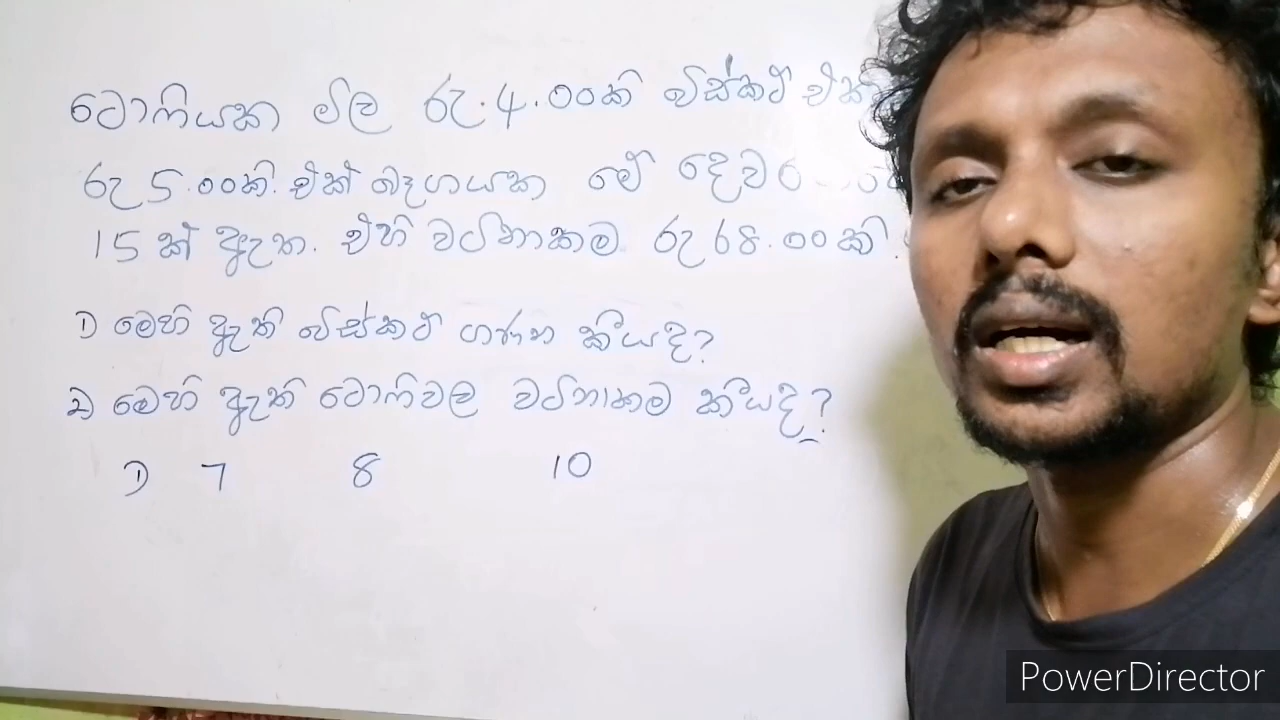 ටොෆියක මිල රු.4.00කි විස්කට් එක
රු 5.00කි. එක් බෑගයක මේ දෙවර
15ක් ඇත. එහි වටිනාකම රු 68.00කි.
1) මෙහි ඇති විස්කට් ගණන කීයද?
2) මෙහි ඇති ටොෆිවල වටිනාකම කීයද?
1) 7 8 10
PowerDirector